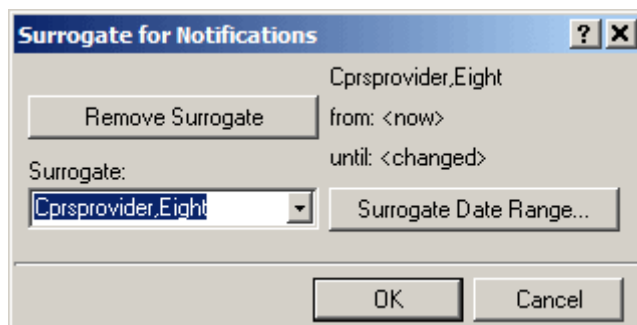 Surrogate for Notifications
Cprsprovider,Eight
Remove Surrogate
from: <now>
until: <changed>
Surrogate:
Cprsprovider,Eight
Surrogate Date Range...
OK
Cancel